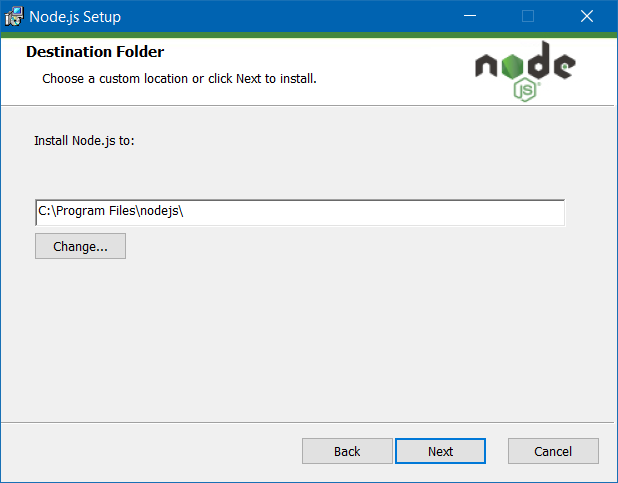 Node.js Setup
Destination Folder
Choose a custom location or click Next to install.
node
JS
Install Node.js to:
C:\Program Files\nodejs\
Change...
Back Next Cancel